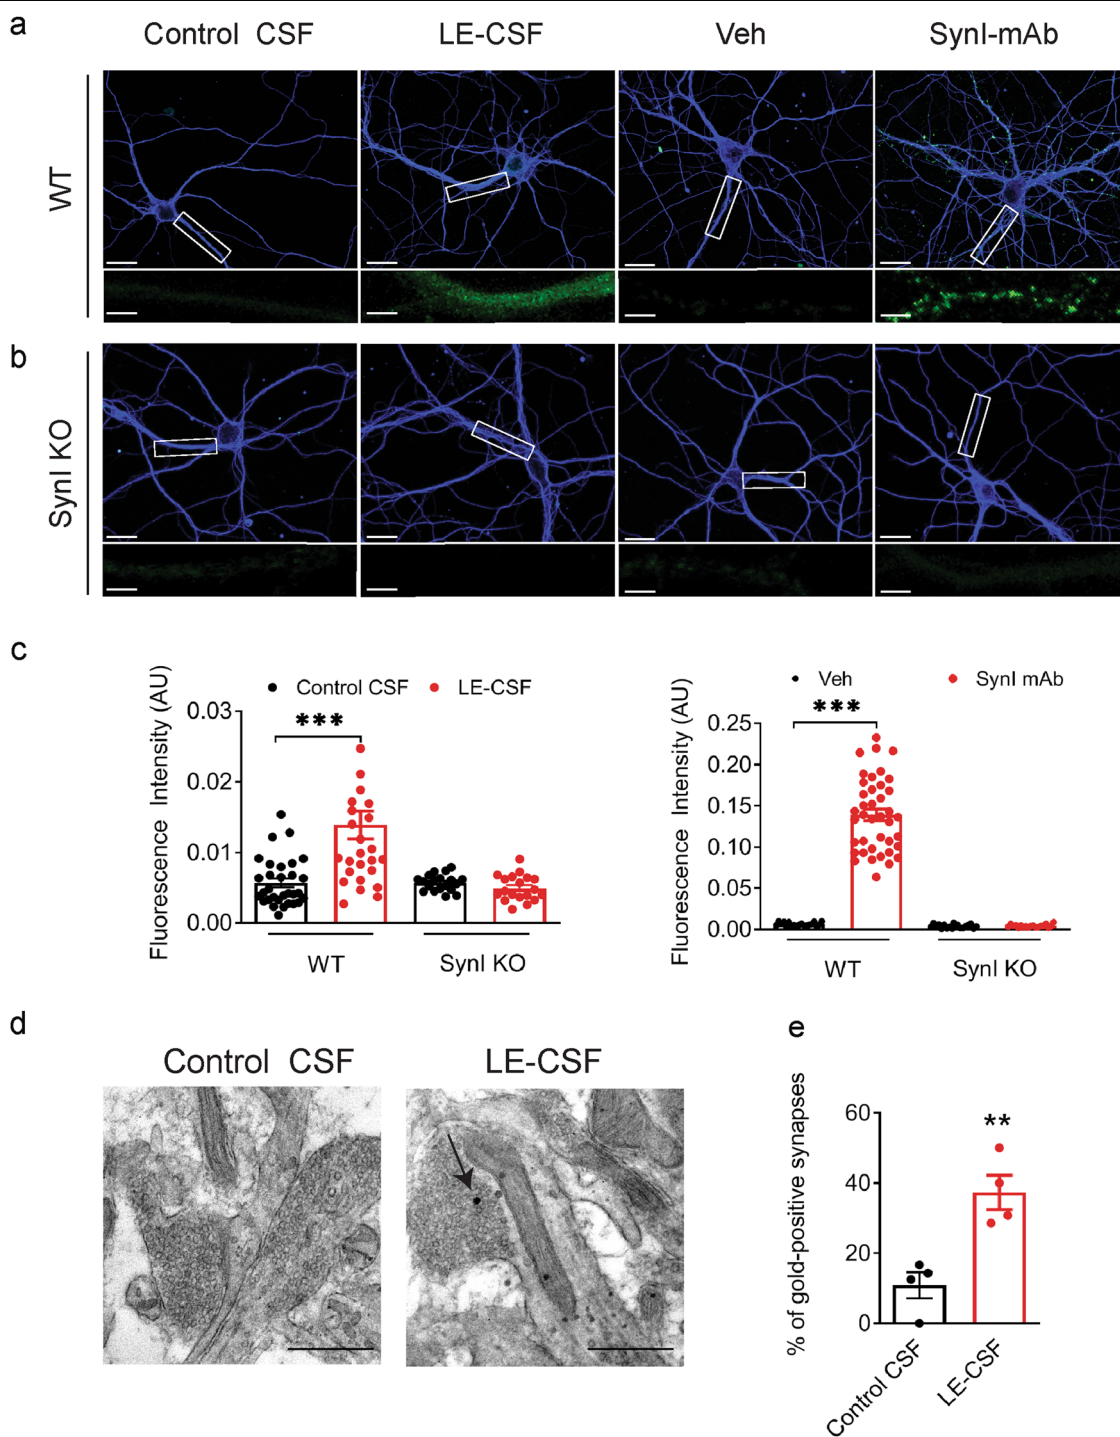 a
Control CSF LE-CSF Veh SynI-mAb
WT
b
SynI KO
c
Fluorescence Intensity (AU)
Control CSF LE-CSF
***
0.03
0.02
0.01
0.00
WT SynI KO
Fluorescence Intensity (AU)
Veh SynI mAb
***
0.25
0.20
0.15
0.10
0.05
0.00
WT SynI KO
d
Control CSF LE-CSF
e
% of gold-positive synapses
**
60
40
20
0
Control CSF
LE-CSF